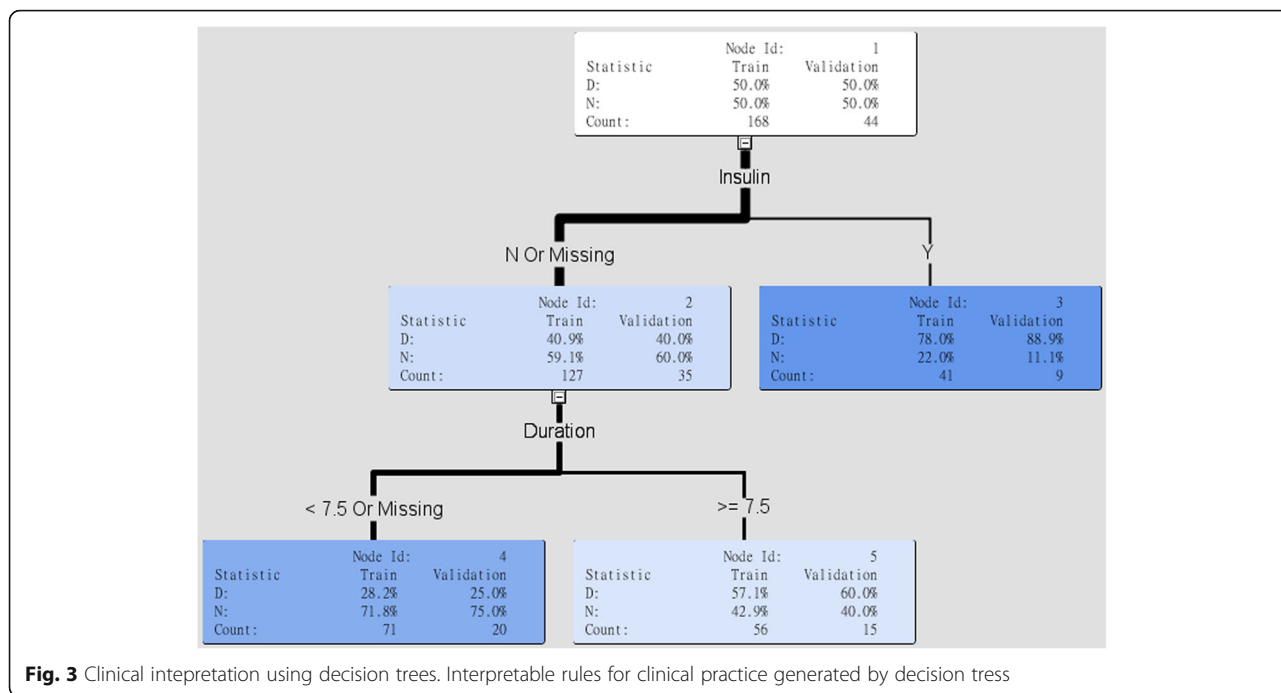 Node Id: 1
Statistic Train Validation
D: 50.0% 50.0%
N: 50.0% 50.0%
Count: 168 44
Insulin
N Or Missing
Y
Node Id: 2
Statistic Train Validation
D: 40.9% 40.0%
N: 59.1% 60.0%
Count: 127 35
Node Id: 3
Statistic Train Validation
D: 78.0% 88.9%
N: 22.0% 11.1%
Count: 41 9
Duration
< 7.5 Or Missing
>= 7.5
Node Id: 4
Statistic Train Validation
D: 28.2% 25.0%
N: 71.8% 75.0%
Count: 71 20
Node Id: 5
Statistic Train Validation
D: 57.1% 60.0%
N: 42.9% 40.0%
Count: 56 15
Fig. 3 Clinical intepretation using decision trees. Interpretable rules for clinical practice generated by decision tress